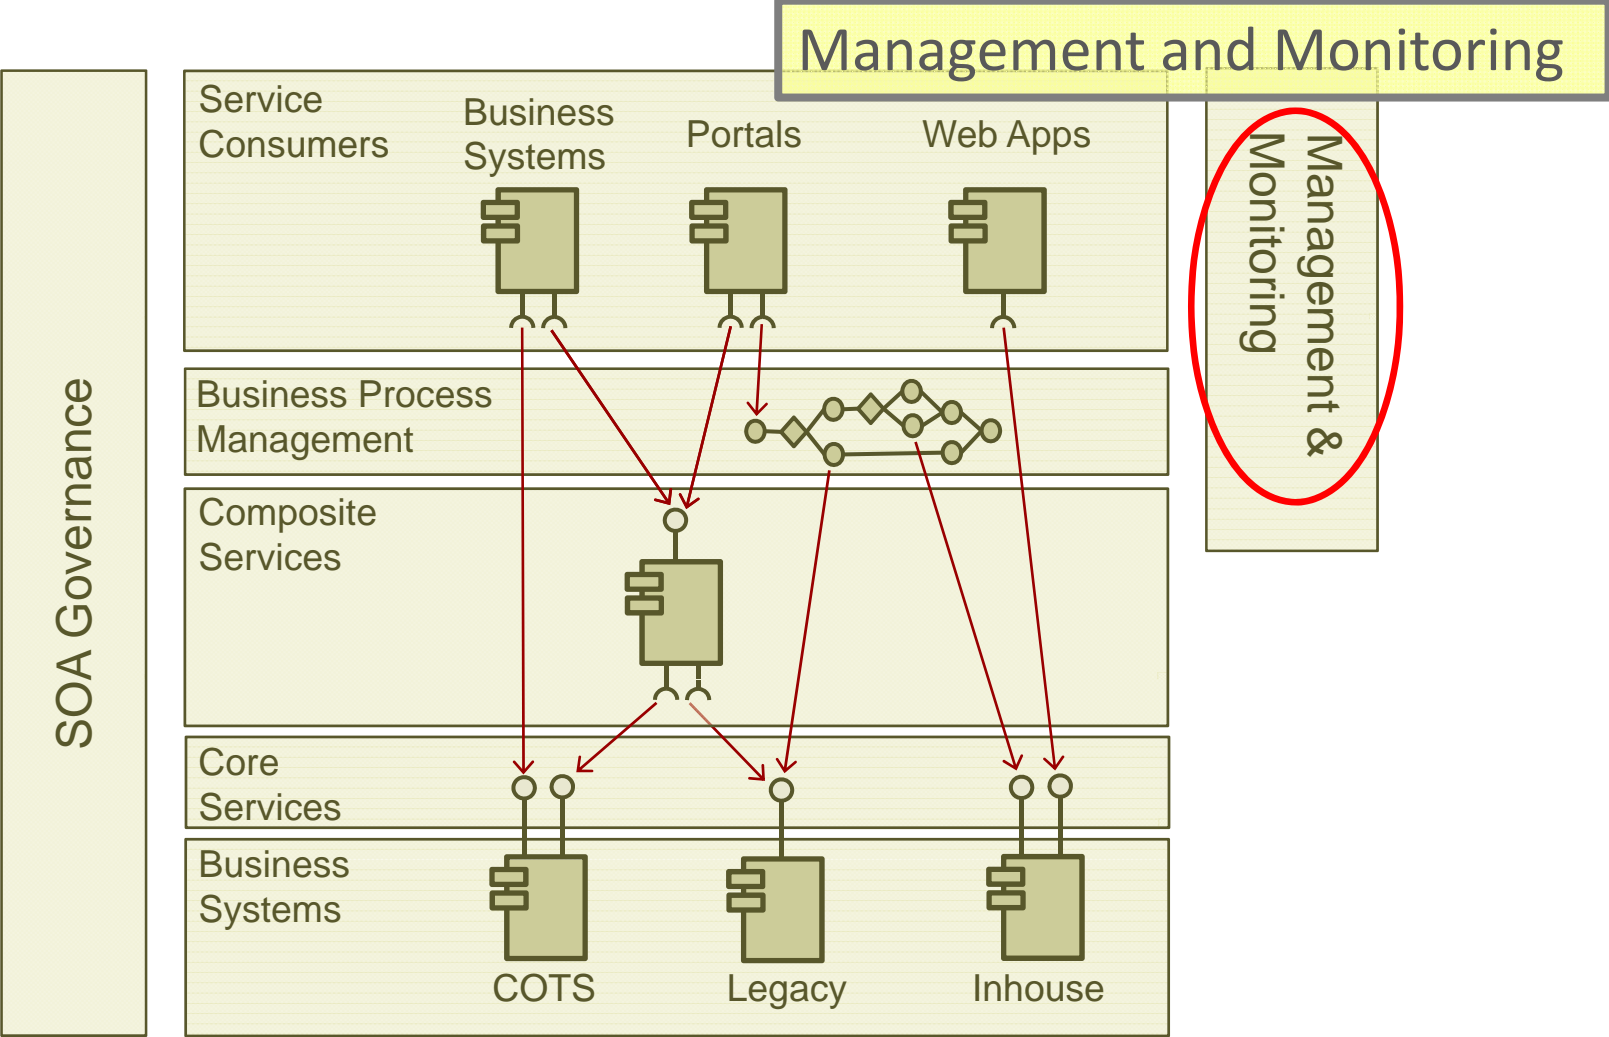 Management and Monitoring
SOA Governance
Service
Consumers
Business
Systems
Portals
Web Apps
Management &
Monitoring
Business Process
Management
Composite
Services
Core
Services
Business
Systems
COTS
Legacy
Inhouse